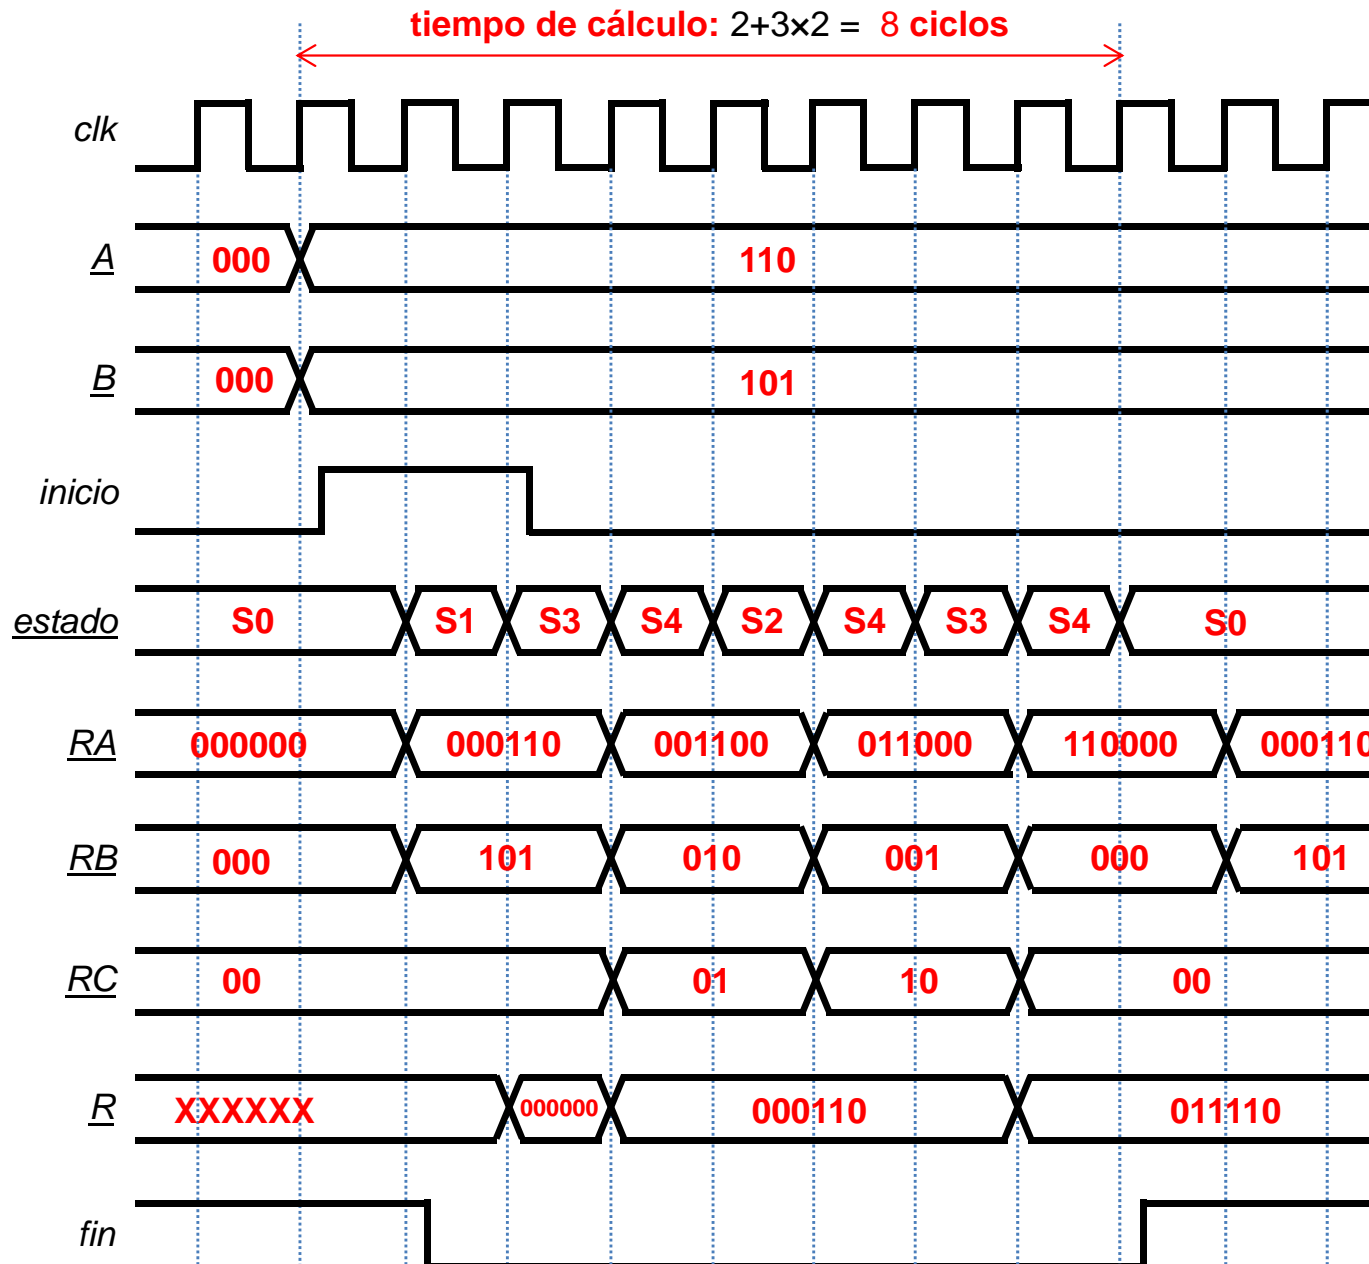 tiempo de cálculo: 2+3×2 = 8 ciclos
clk
A 000 110
B 000 101
inicio
estado S0 S1 S3 S4 S2 S4 S3 S4 S0
RA 000000 000110 001100 011000 110000 000110
RB 000 101 010 001 000 101
RC 00 01 10 00
R XXXXXX 000000 000110 011110
fin